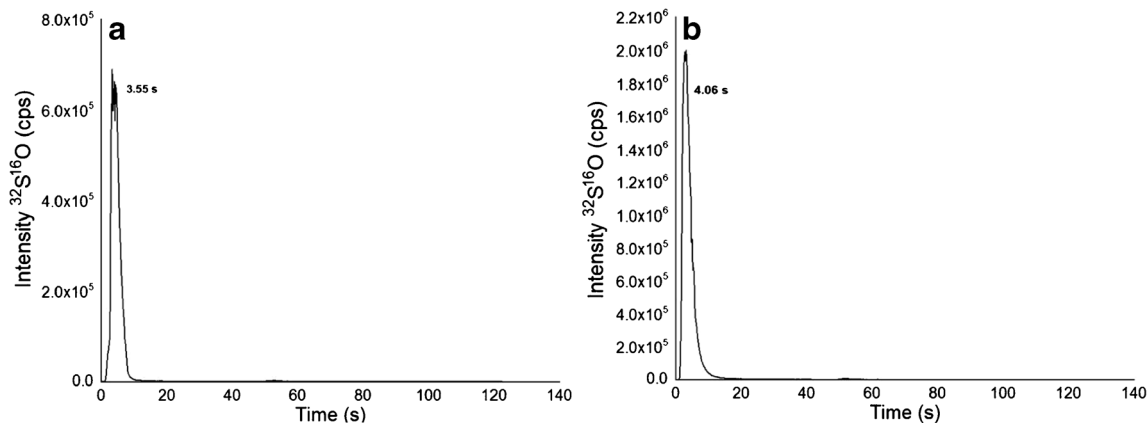 a
8.0x10⁵
6.0x10⁵
4.0x10⁵
2.0x10⁵
0.0
Intensity ³²S¹⁶O (cps)
3.55 s
0 20 40 60 80 100 120 140
Time (s)
b
2.2x10⁶
2.0x10⁶
1.8x10⁶
1.6x10⁶
1.4x10⁶
1.2x10⁶
1.0x10⁶
8.0x10⁵
6.0x10⁵
4.0x10⁵
2.0x10⁵
0.0
Intensity ³²S¹⁶O (cps)
4.06 s
0 20 40 60 80 100 120 140
Time (s)